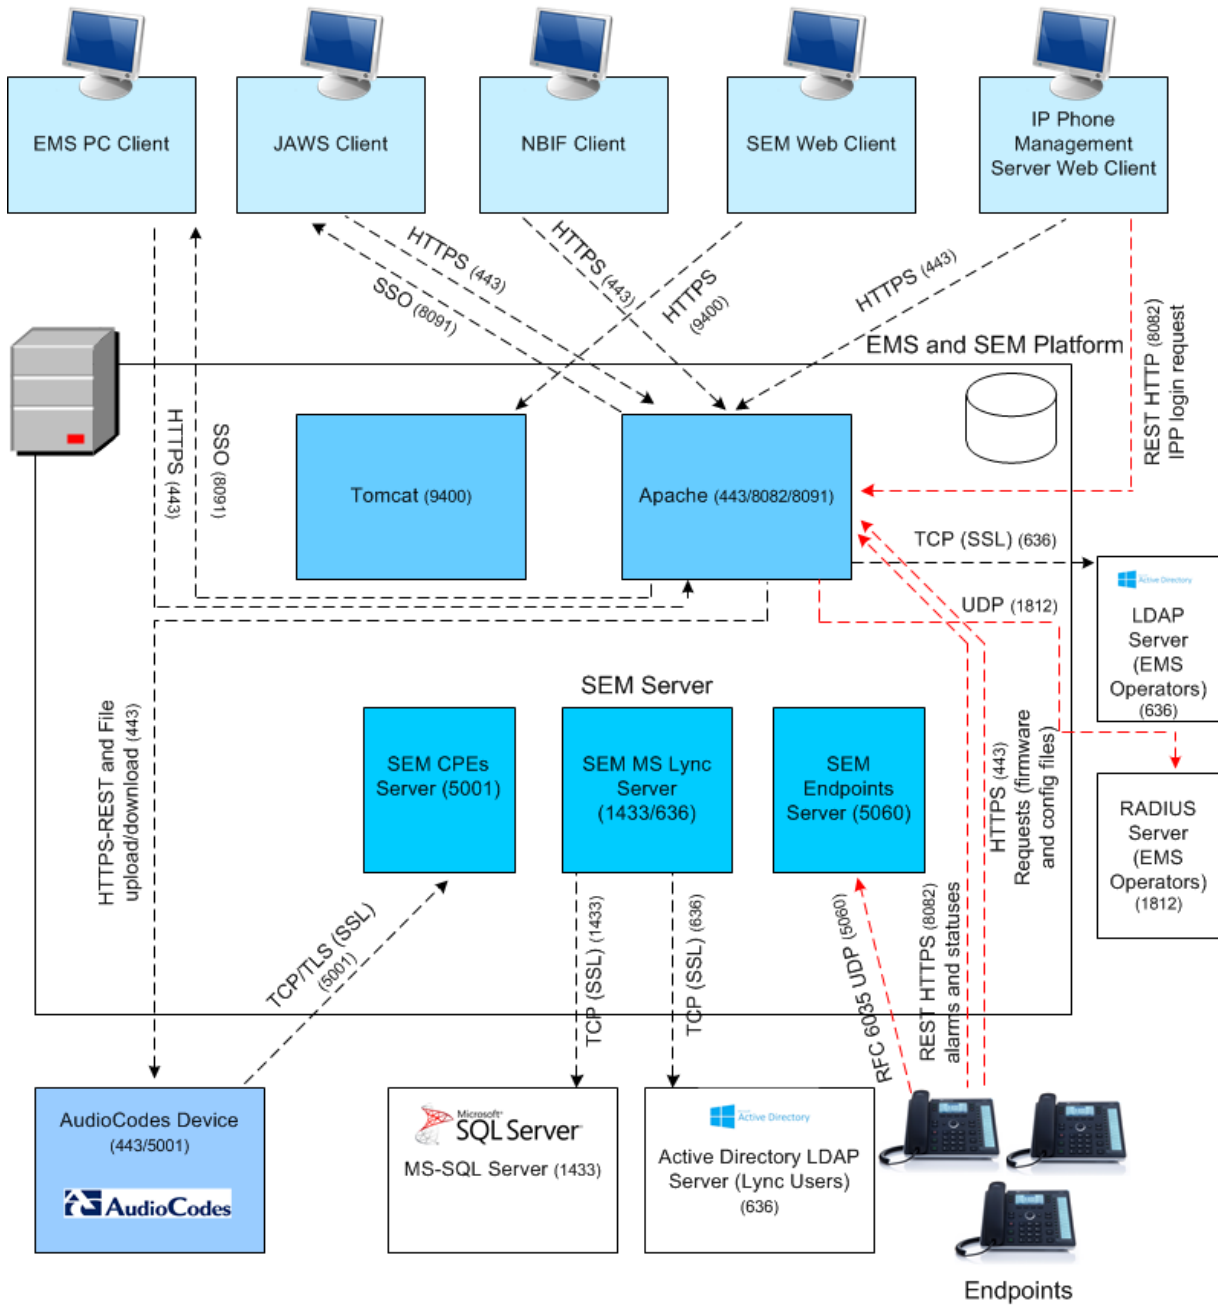 EMS PC Client
JAWS Client
NBIF Client
SEM Web Client
IP Phone
Management
Server Web Client
HTTPS (443)
SSO (8091)
HTTPS (443)
HTTPS
(9400)
HTTPS (443)
REST HTTP (8082)
IPP login request
EMS and SEM Platform
HTTPS (443)
SSO (8091)
Tomcat (9400)
Apache (443/8082/8091)
TCP (SSL) (636)
UDP (1812)
Active Directory
LDAP
Server
(EMS
Operators)
(636)
SEM Server
SEM CPEs
Server (5001)
SEM MS Lync
Server
(1433/636)
SEM
Endpoints
Server (5060)
HTTPS (443)
Requests (firmware
and config files)
RADIUS
Server
(EMS
Operators)
(1812)
HTTPS-REST and File
upload/download (443)
TCP/TLS (SSL)
(5001)
TCP (SSL) (1433)
TCP (SSL) (636)
RFC 6035 UDP (5060)
REST HTTPS (8082)
alarms and statuses
AudioCodes Device
(443/5001)
AudioCodes
Microsoft
SQL Server
MS-SQL Server (1433)
Active Directory
Active Directory LDAP
Server (Lync Users)
(636)
Endpoints